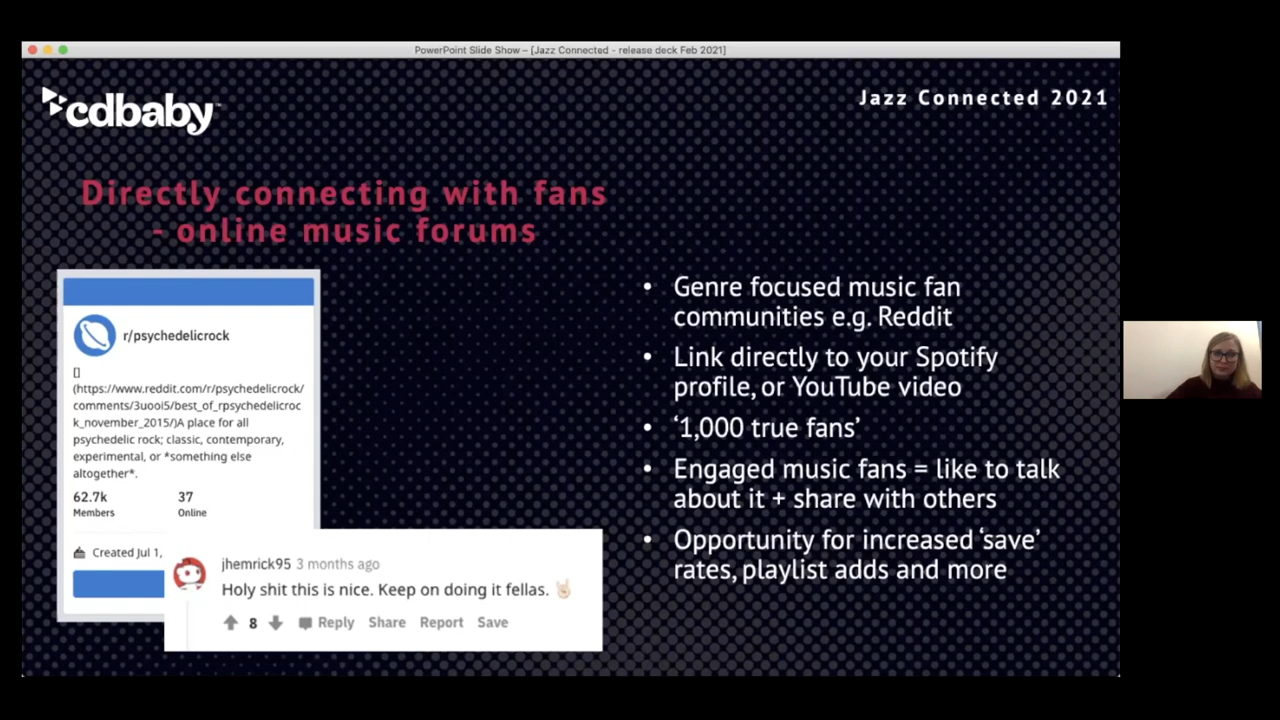 PowerPoint Slide Show – [Jazz Connected - release deck Feb 2021]
cdbaby™
Jazz Connected 2021
Directly connecting with fans
- online music forums
r/psychedelicrock
[]
(https://www.reddit.com/r/psychedelicrock/
comments/3uooi5/best_of_rpsychedelicroc
k_november_2015/)A place for all
psychedelic rock; classic, contemporary,
experimental, or *something else
altogether*.
62.7k 37
Members Online
Created Jul 1,
jhemrick95 3 months ago
Holy shit this is nice. Keep on doing it fellas. 🤘🏻
8 Reply Share Report Save
• Genre focused music fan
communities e.g. Reddit
• Link directly to your Spotify
profile, or YouTube video
• ‘1,000 true fans’
• Engaged music fans = like to talk
about it + share with others
• Opportunity for increased ‘save’
rates, playlist adds and more